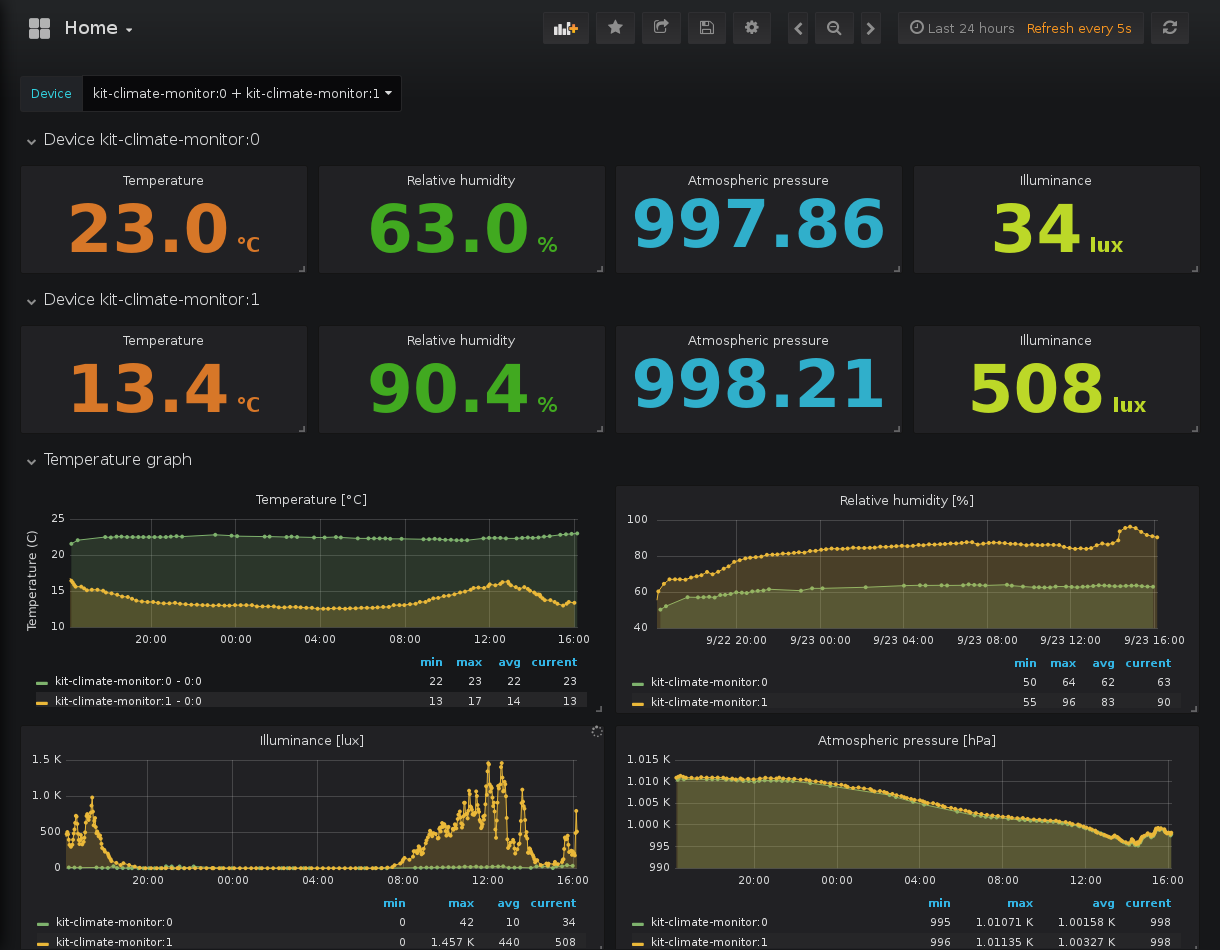 Home
Last 24 hours Refresh every 5s
Device kit-climate-monitor:0 + kit-climate-monitor:1
Device kit-climate-monitor:0
Temperature Relative humidity Atmospheric pressure Illuminance
23.0 °C 63.0 % 997.86 34 lux
Device kit-climate-monitor:1
Temperature Relative humidity Atmospheric pressure Illuminance
13.4 °C 90.4 % 998.21 508 lux
Temperature graph
Temperature [°C]
Temperature (C)
25
20
15
10
20:00 00:00 04:00 08:00 12:00 16:00
min max avg current
kit-climate-monitor:0 - 0:0 22 23 22 23
kit-climate-monitor:1 - 0:0 13 17 14 13
Relative humidity [%]
100
80
60
40
9/22 20:00 9/23 00:00 9/23 04:00 9/23 08:00 9/23 12:00 9/23 16:00
min max avg current
kit-climate-monitor:0 50 64 62 63
kit-climate-monitor:1 55 96 83 90
Illuminance [lux]
1.5 K
1.0 K
500
0
20:00 00:00 04:00 08:00 12:00 16:00
min max avg current
kit-climate-monitor:0 0 42 10 34
kit-climate-monitor:1 0 1.457 K 440 508
Atmospheric pressure [hPa]
1.015 K
1.010 K
1.005 K
1.000 K
995
990
20:00 00:00 04:00 08:00 12:00 16:00
min max avg current
kit-climate-monitor:0 995 1.01071 K 1.00158 K 998
kit-climate-monitor:1 996 1.01135 K 1.00327 K 998